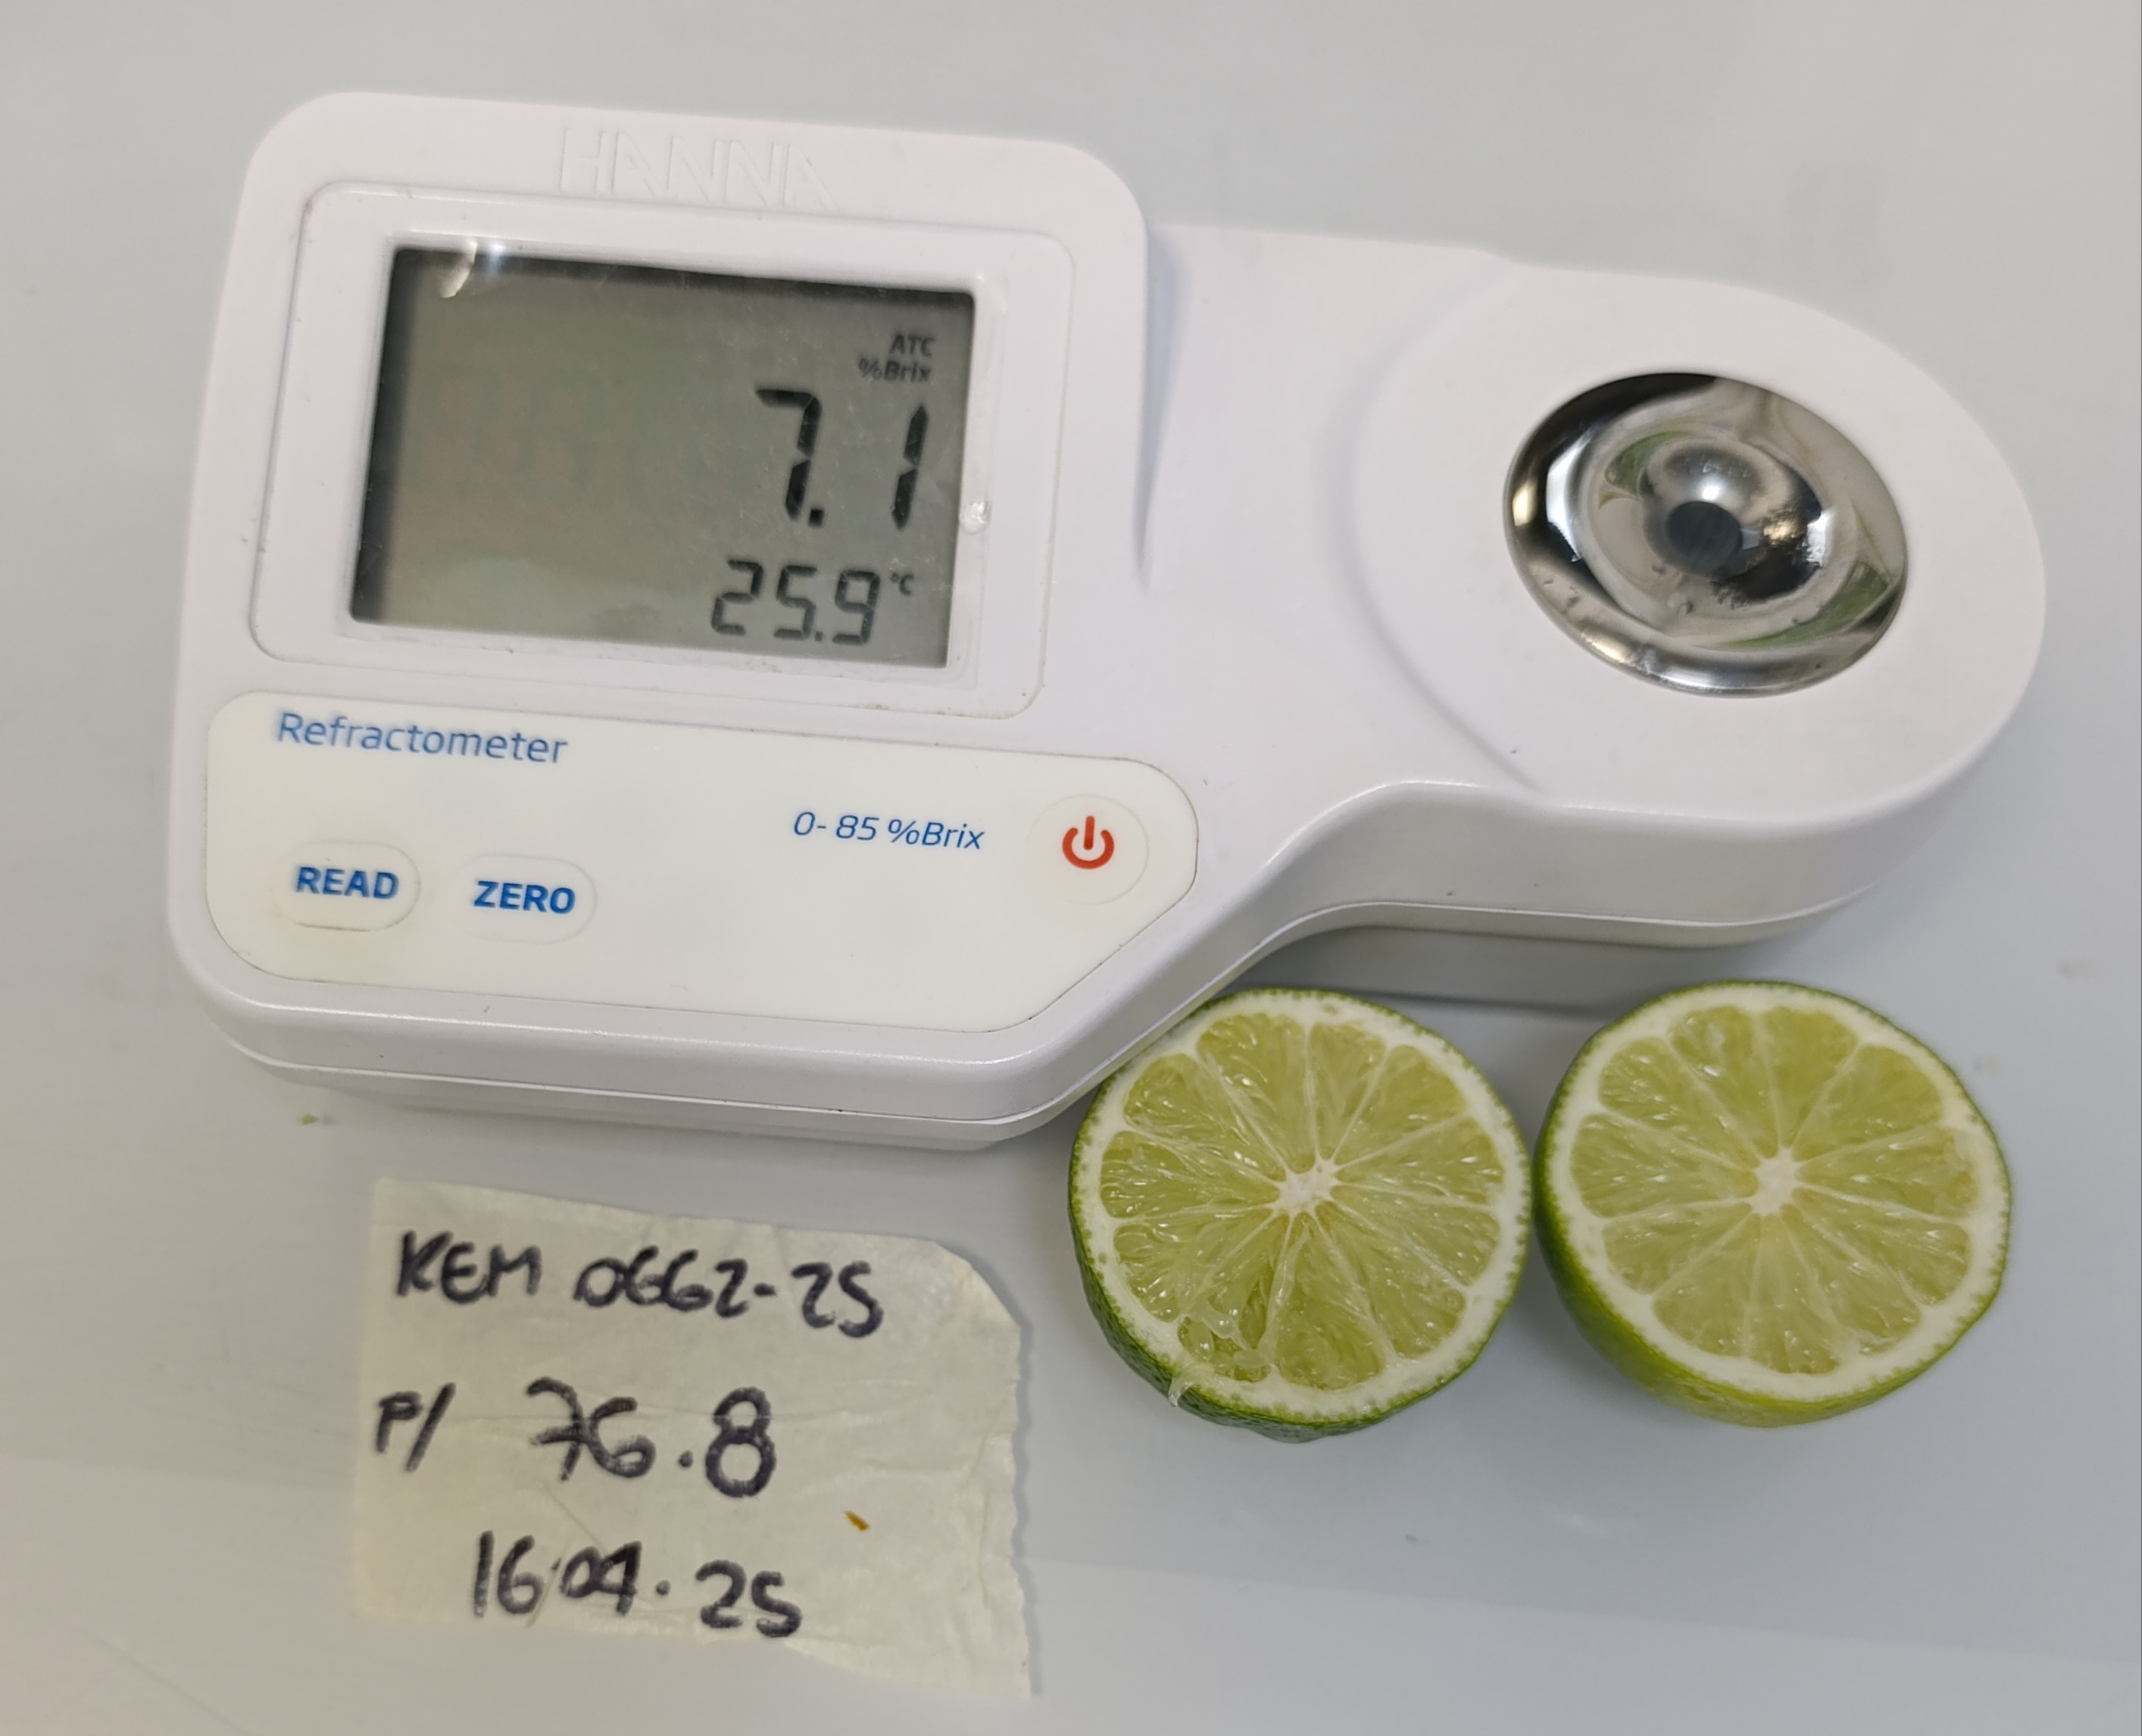 HANNA
ATC
%Brix
7.1
25.9 °C
Refractometer
0-85 %Brix
READ
ZERO
KEM 0662-25
P/ 76.8
16.04.25